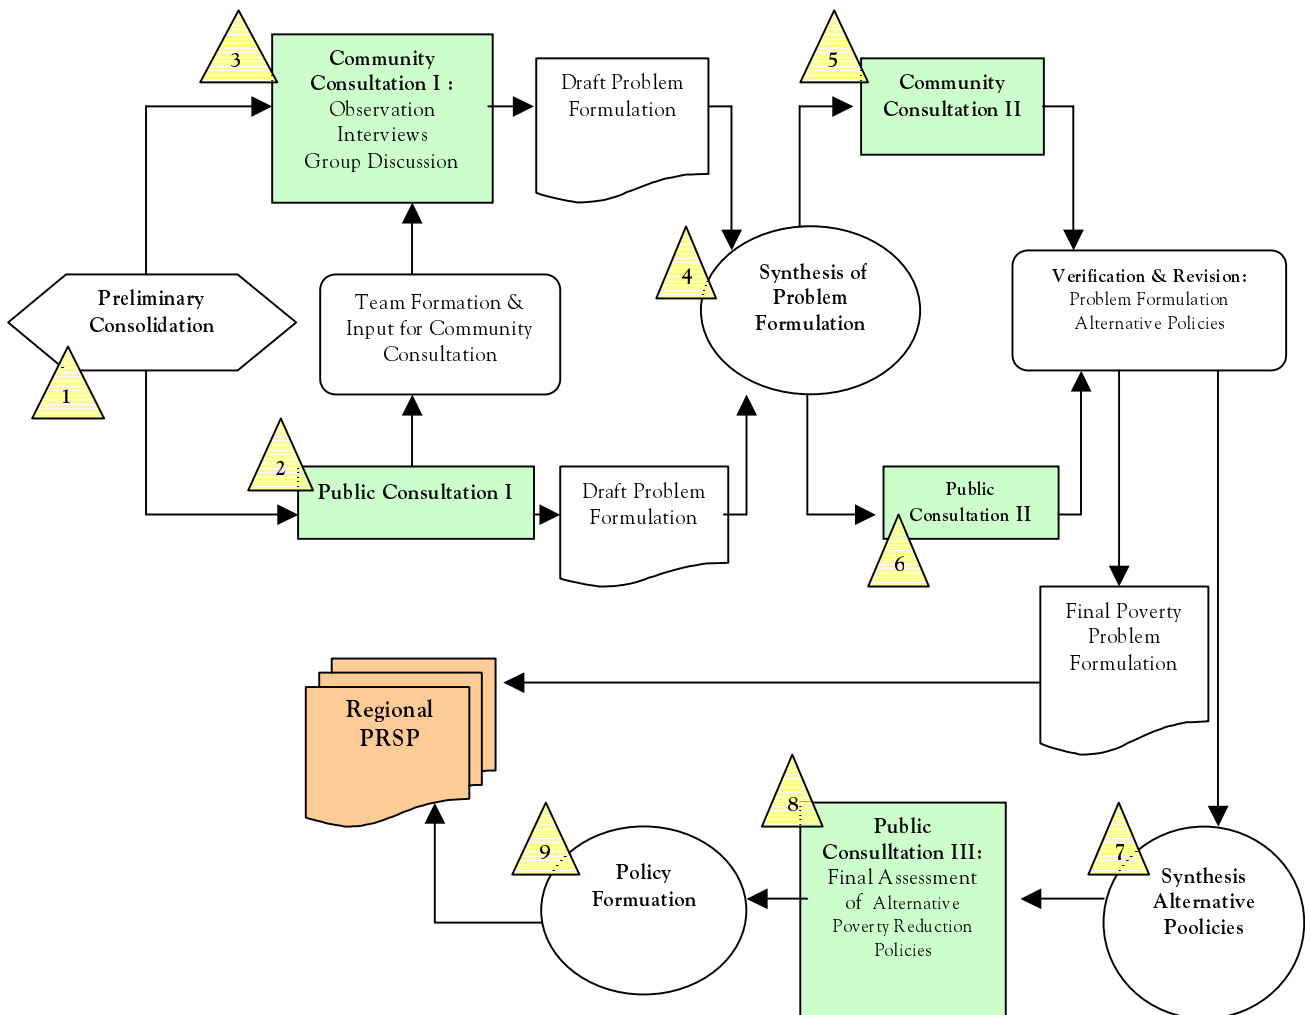 3
Community
Consultation I :
Observation
Interviews
Group Discussion
Draft Problem
Formulation
5
Community
Consultation II
Preliminary
Consolidation
1
Team Formation &
Input for Community
Consultation
4
Synthesis of
Problem
Formulation
Verification & Revision:
Problem Formulation
Alternative Policies
2
Public Consultation I
Draft Problem
Formulation
Public
Consultation II
6
Final Poverty
Problem
Formulation
Regional
PRSP
9
Policy
Formuation
8
Public
Consulltation III:
Final Assessment
of Alternative
Poverty Reduction
Policies
7
Synthesis
Alternative
Poolicies